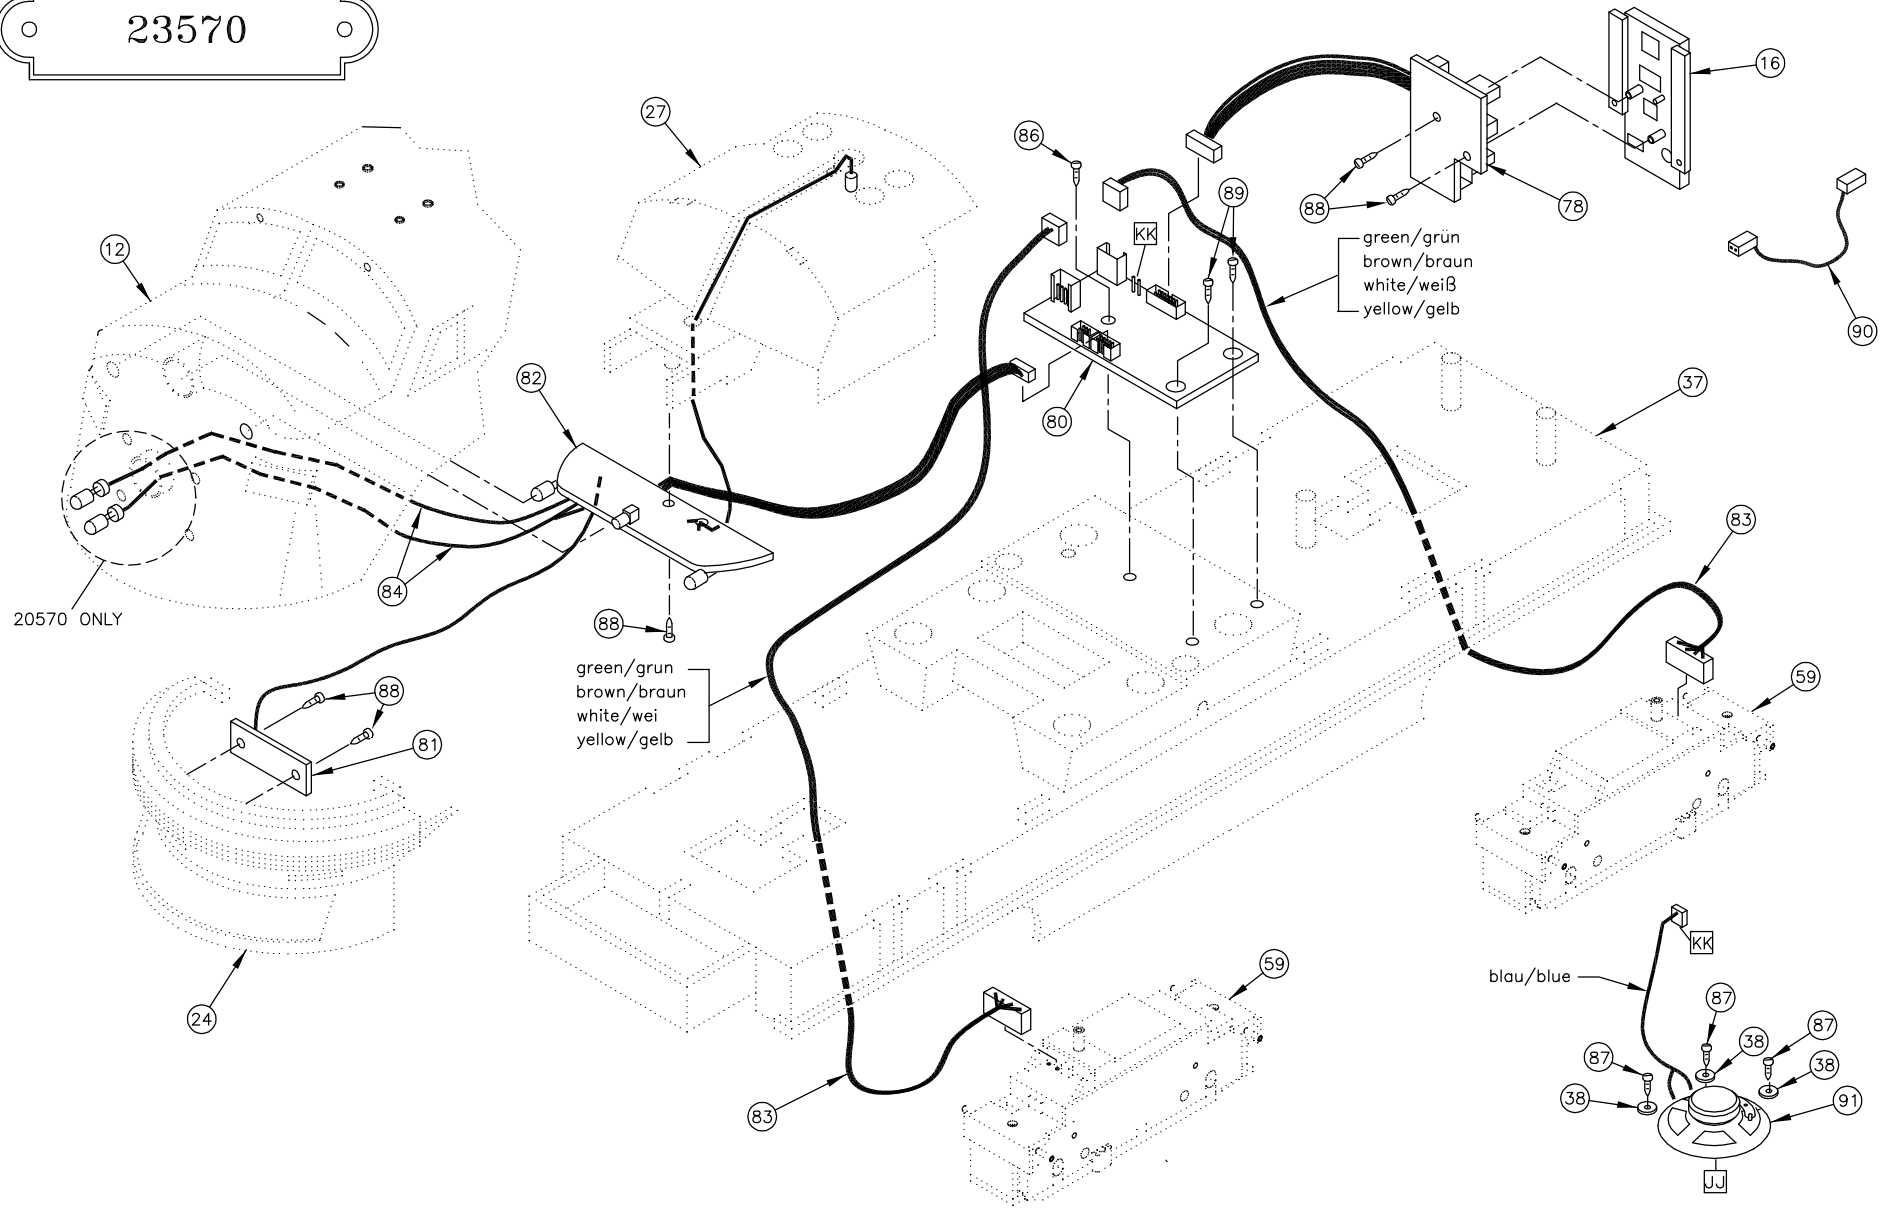 23570
16
27
86
89
KK
88
78
12
green/grün
brown/braun
white/weiß
yellow/gelb
90
82
80
37
84
83
20570 ONLY
88
green/grun
brown/braun
white/wei
yellow/gelb
59
88
81
24
59
KK
blau/blue
87
87
38
87
38
38
91
83
JJ